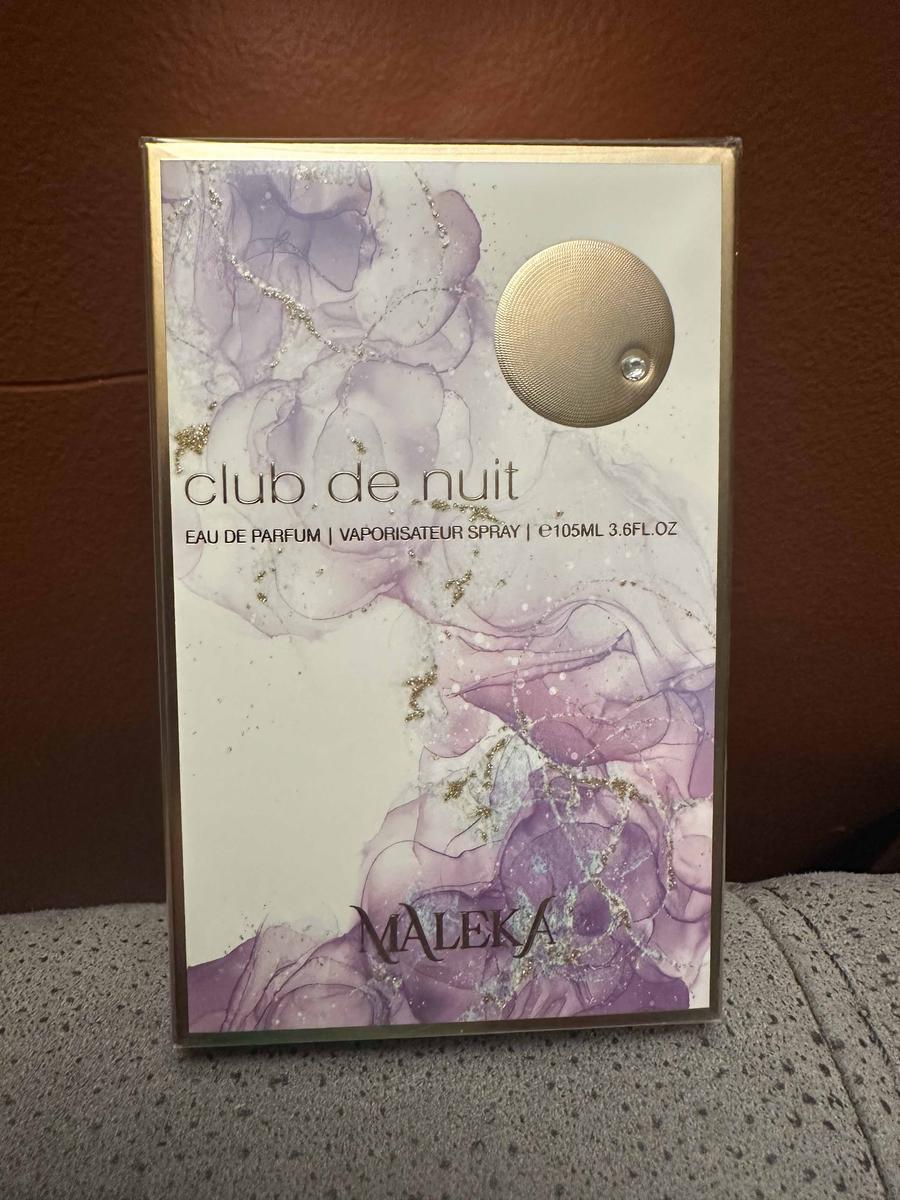 club de nuit
EAU DE PARFUM | VAPORISATEUR SPRAY | ℮105ML 3.6FL.OZ
MALEKA